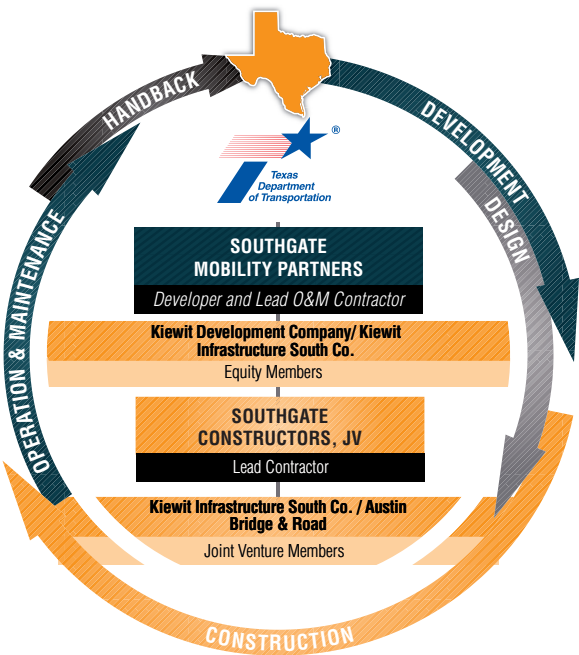 HANDBACK
DEVELOPMENT
DESIGN
OPERATION & MAINTENANCE
CONSTRUCTION
®
Texas
Department
of Transportation
SOUTHGATE
MOBILITY PARTNERS
Developer and Lead O&M Contractor
Kiewit Development Company/ Kiewit
Infrastructure South Co.
Equity Members
SOUTHGATE
CONSTRUCTORS, JV
Lead Contractor
Kiewit Infrastructure South Co. / Austin
Bridge & Road
Joint Venture Members